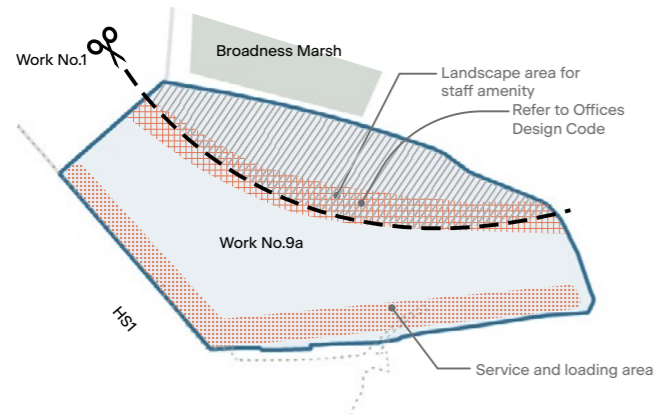 Broadness Marsh
Work No.1
Landscape area for
staff amenity
Refer to Offices
Design Code
Work No.9a
HS1
Service and loading area